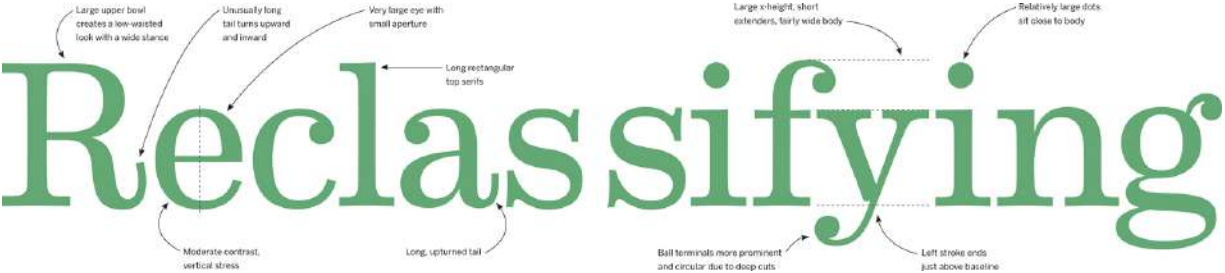 Large upper bowl
creates a low-waisted
look with a wide stance
Unusually long
tail turns upward
and inward
Very large eye with
small aperture
Long rectangular
top serifs
Large x-height, short
extenders, fairly wide body
Relatively large dots
sit close to body
Reclassifying
Moderate contrast,
vertical stress
Long, upturned tail
Ball terminals more prominent
and circular due to deep cuts
Left stroke ends
just above baseline